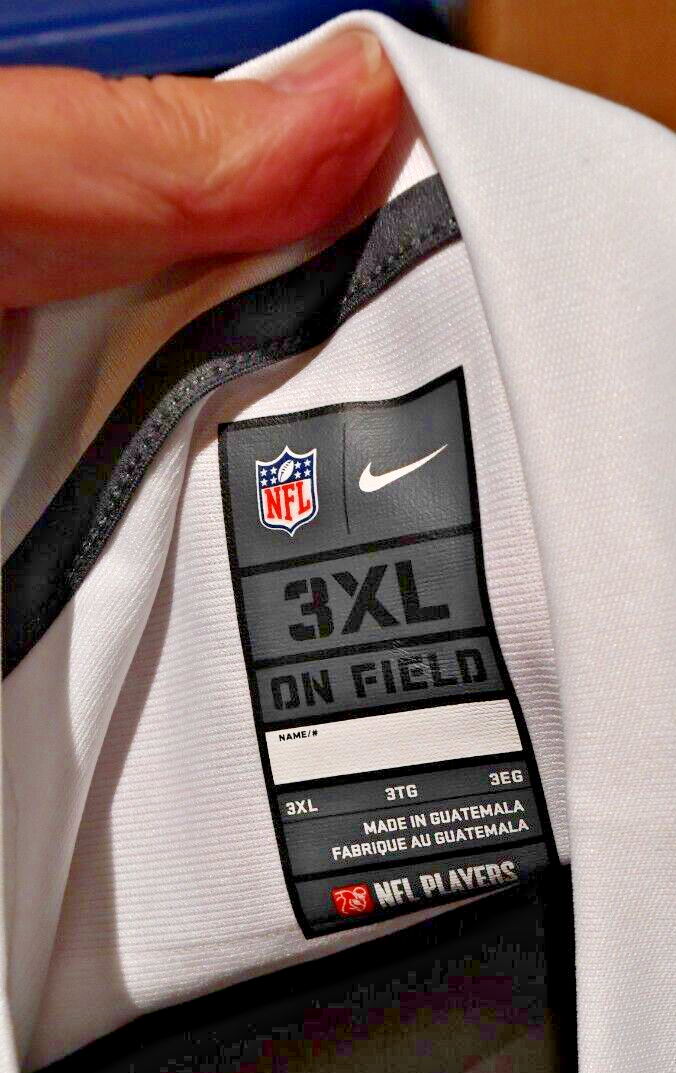 NFL
3XL
ON FIELD
NAME/#
3XL 3TG 3EG
MADE IN GUATEMALA
FABRIQUE AU GUATEMALA
NFL PLAYERS